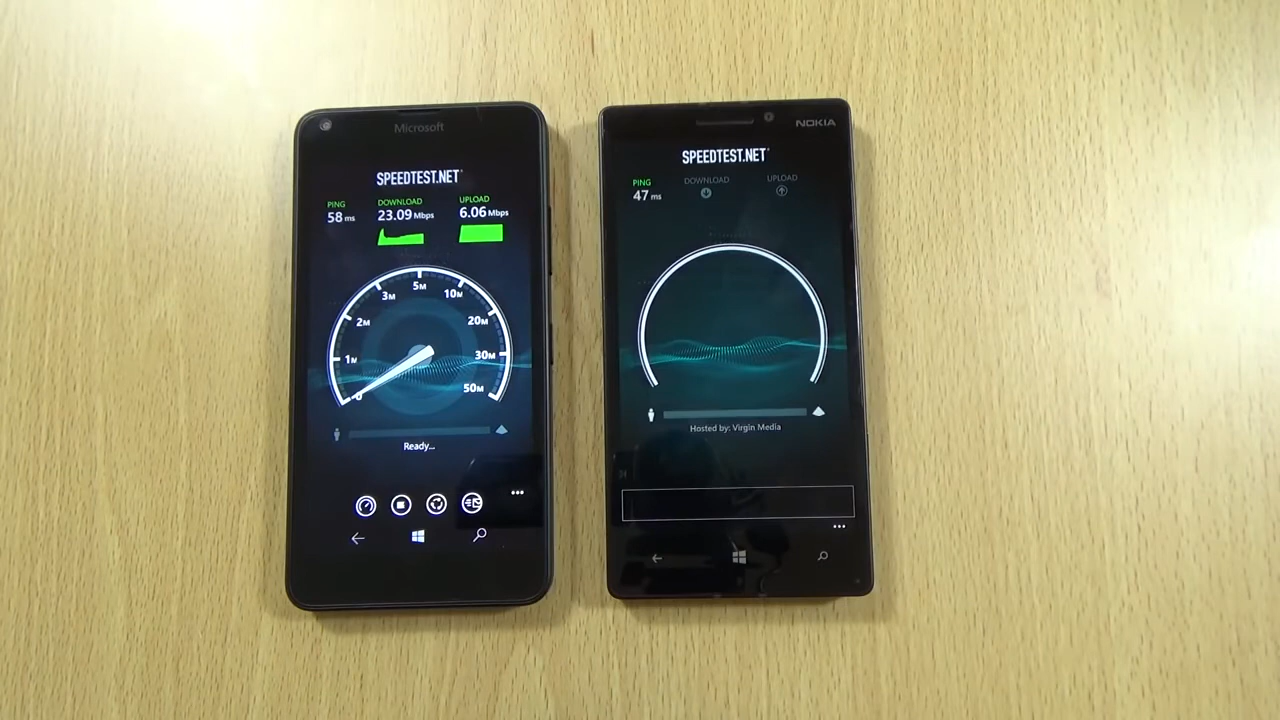 Microsoft
SPEEDTEST.NET
PING
58 ms
DOWNLOAD
23.09 Mbps
UPLOAD
6.06 Mbps
0
1M
2M
3M
5M
10M
20M
30M
50M
Ready...
NOKIA
SPEEDTEST.NET
PING
47 ms
DOWNLOAD
UPLOAD
Hosted by: Virgin Media